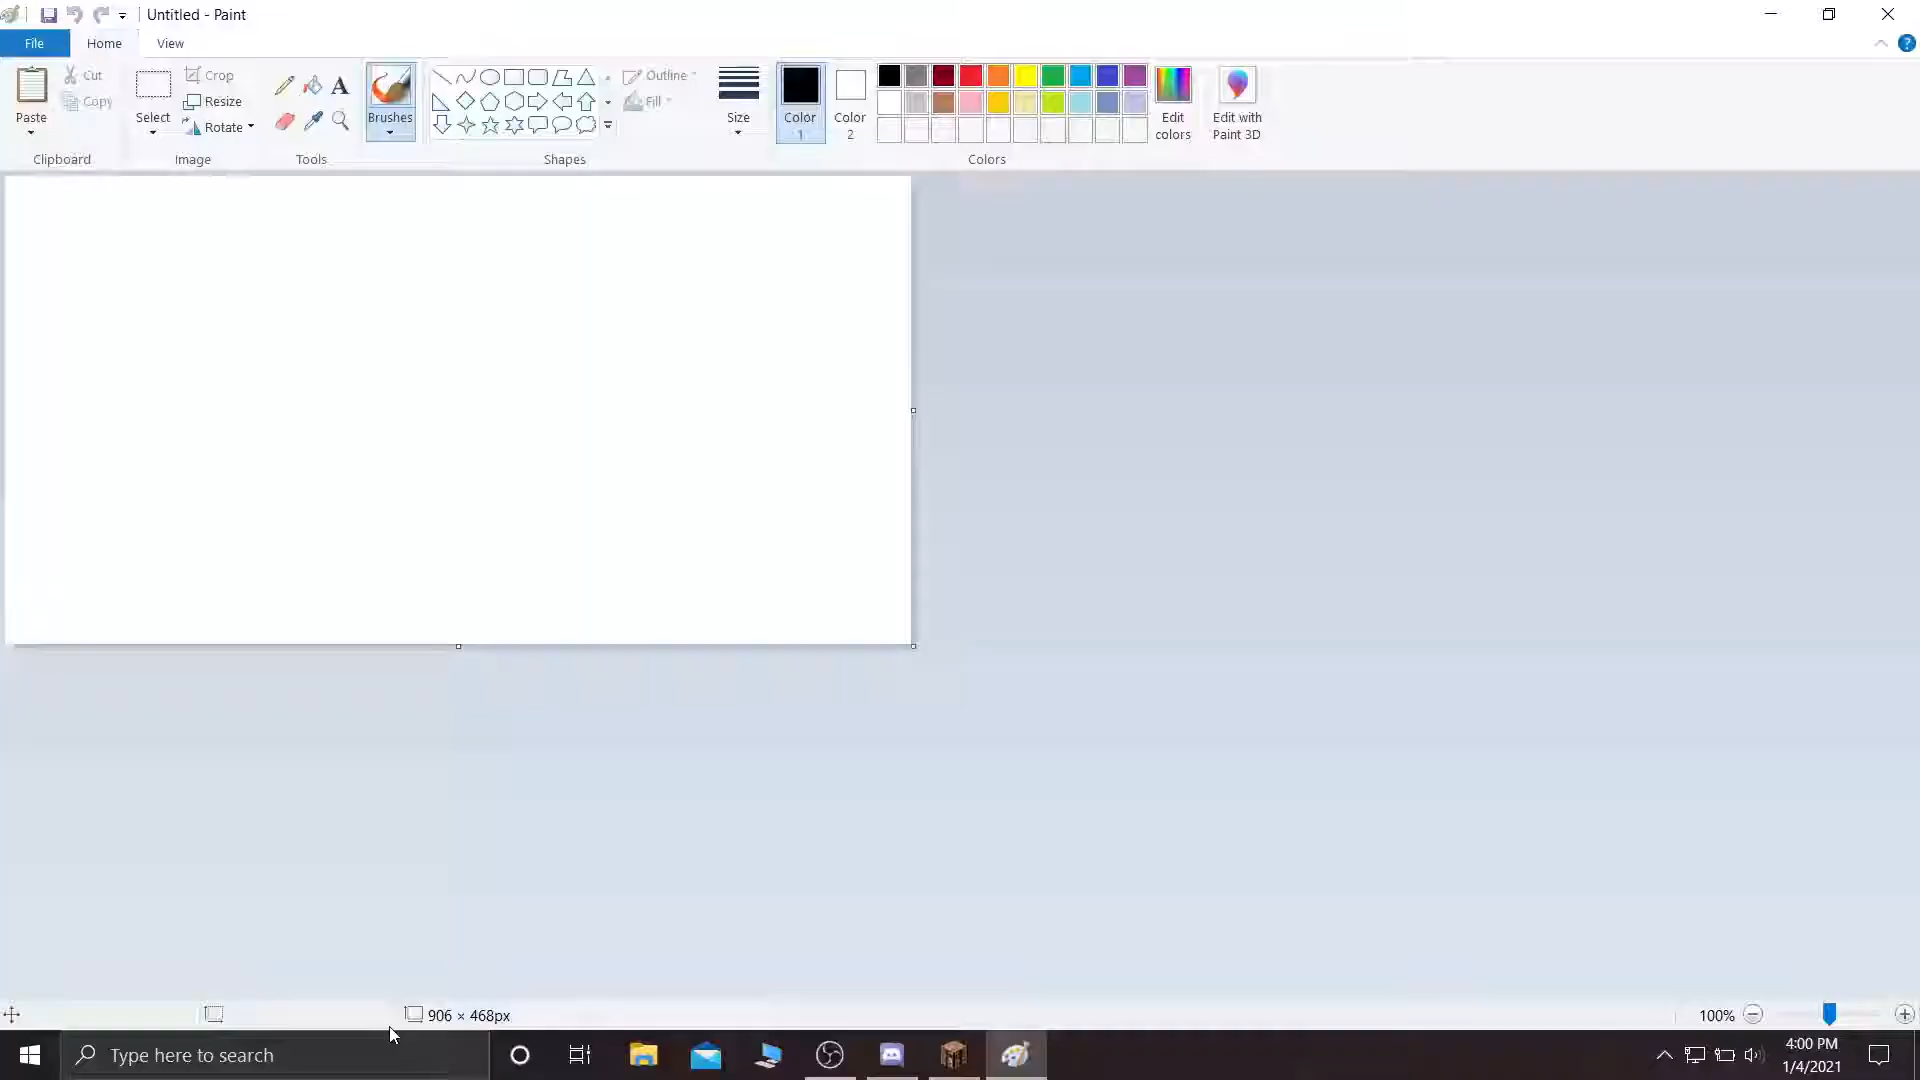 Untitled - Paint
File Home View
Paste
Cut
Copy
Clipboard
Select
Crop
Resize
Rotate
Image
A
Tools
Brushes
Shapes
Outline
Fill
Size
Color
1
Color
2
Colors
Edit
colors
Edit with
Paint 3D
?
906 × 468px
100%
Type here to search
4:00 PM
1/4/2021